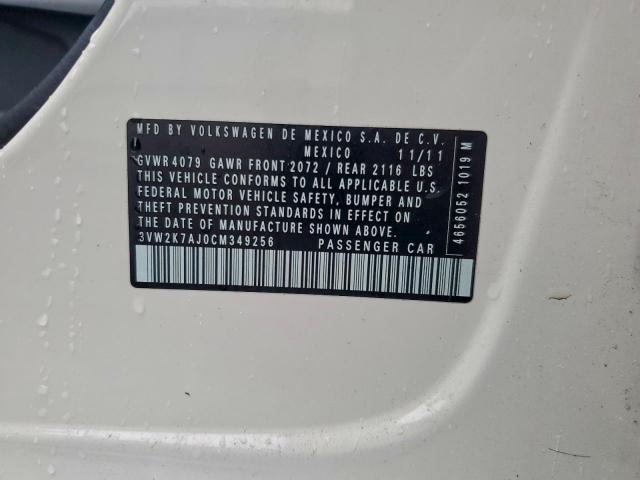 MFD BY VOLKSWAGEN DE MEXICO S.A. DE C.V.
MEXICO 11/11
GVWR 4079 GAWR FRONT 2072 / REAR 2116 LBS
THIS VEHICLE CONFORMS TO ALL APPLICABLE U.S.
FEDERAL MOTOR VEHICLE SAFETY, BUMPER AND
THEFT PREVENTION STANDARDS IN EFFECT ON
THE DATE OF MANUFACTURE SHOWN ABOVE.
3VW2K7AJ0CM349256 PASSENGER CAR
4656052 1019 M